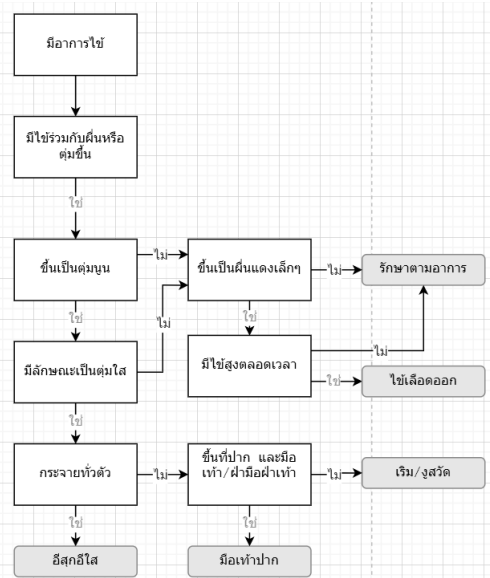 มีอาการไข้
มีไข้ร่วมกับผื่นหรือ
ตุ่มขึ้น
ใช่
ขึ้นเป็นตุ่มนูน
ไม่
ขึ้นเป็นผื่นแดงเล็กๆ
ไม่
รักษาตามอาการ
ใช่
ไม่
ใช่
มีลักษณะเป็นตุ่มใส
มีไข้สูงตลอดเวลา
ไม่
ใช่
ไข้เลือดออก
ใช่
กระจายทั่วตัว
ไม่
ขึ้นที่ปาก และมือ
เท้า/ฝ่ามือฝ่าเท้า
ไม่
เริม/งูสวัด
ใช่
ใช่
อีสุกอีใส
มือเท้าปาก